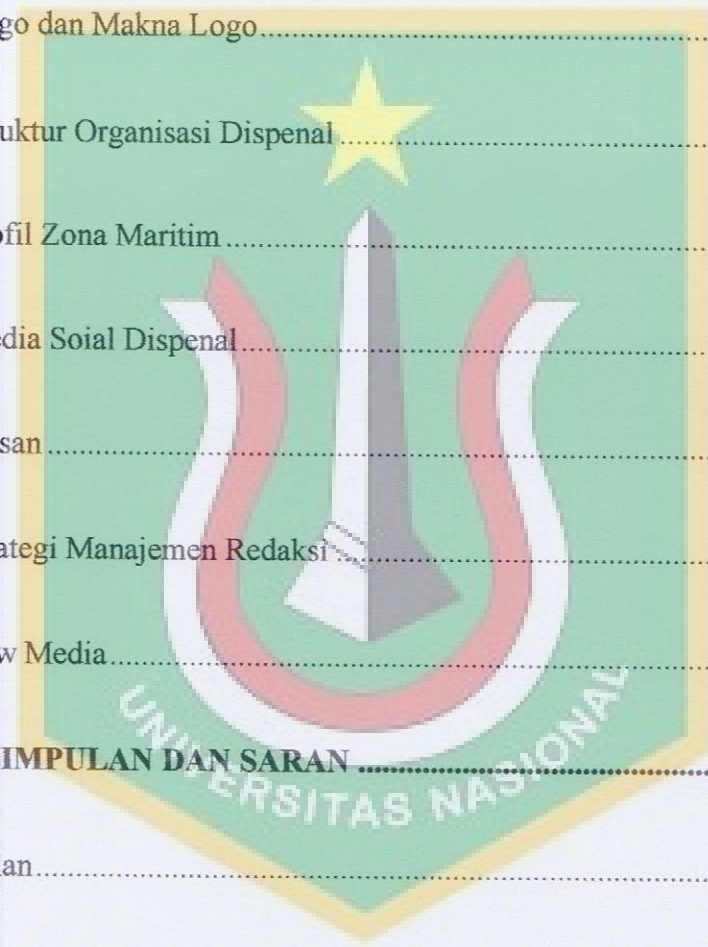 go dan Makna Logo....................
uktur Organisasi Dispenal....................
ofil Zona Maritim....................
edia Soial Dispenal....................
san....................
ategi Manajemen Redaksi....................
w Media....................
IMPULAN DAN SARAN....................
an....................
UNIVERSITAS NASIONAL